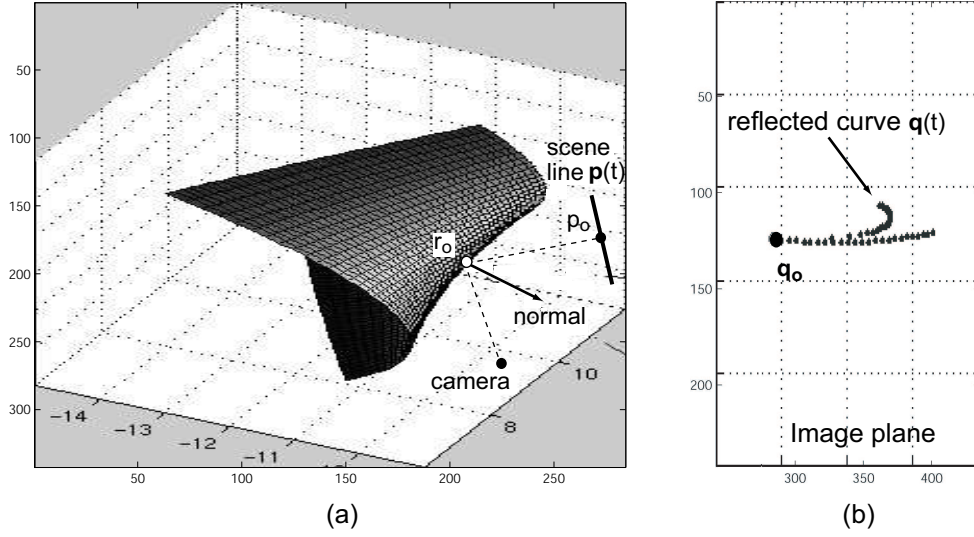 50
100
150
200
250
300
50
100
150
200
250
-14
-13
-12
-11
8
10
scene
line p(t)
p₀
r₀
normal
camera
(a)
50
100
150
200
300
350
400
reflected curve q(t)
q₀
Image plane
(b)